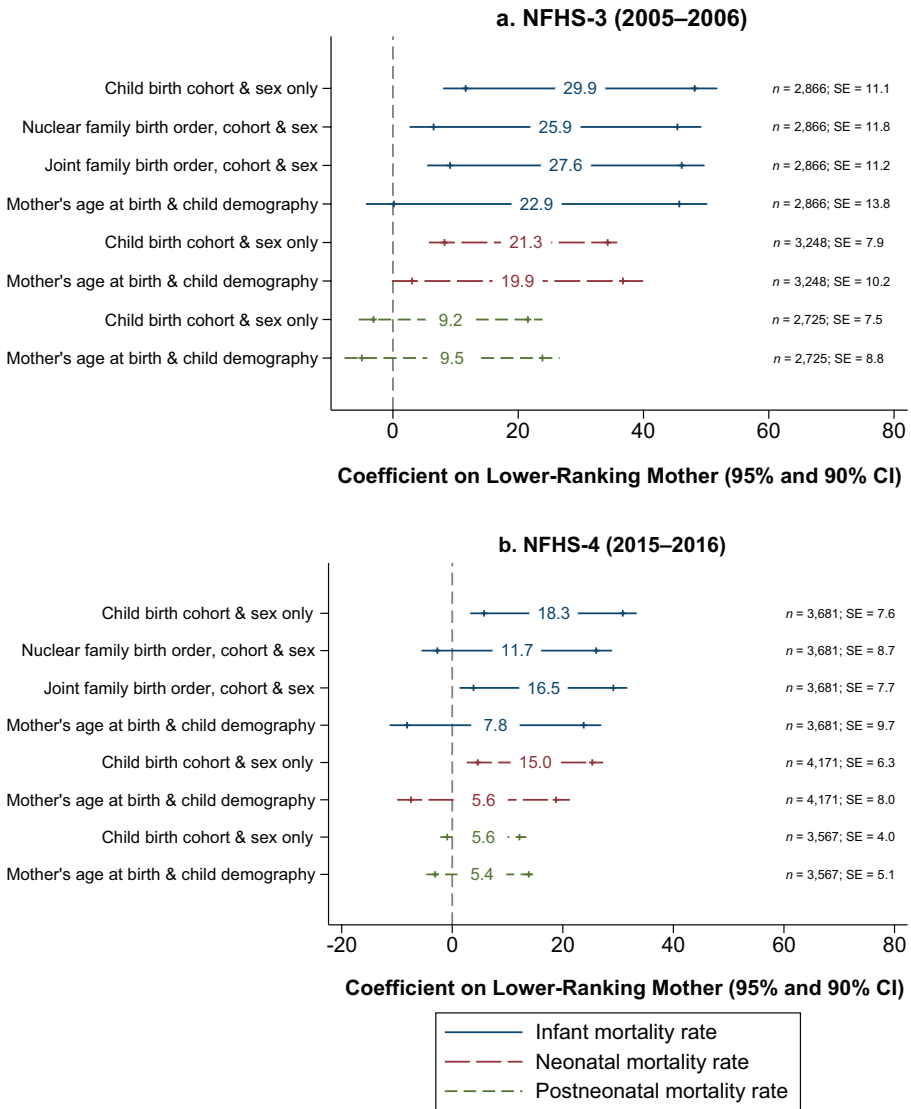 a. NFHS-3 (2005–2006)
Child birth cohort & sex only 29.9 n = 2,866; SE = 11.1
Nuclear family birth order, cohort & sex 25.9 n = 2,866; SE = 11.8
Joint family birth order, cohort & sex 27.6 n = 2,866; SE = 11.2
Mother's age at birth & child demography 22.9 n = 2,866; SE = 13.8
Child birth cohort & sex only 21.3 n = 3,248; SE = 7.9
Mother's age at birth & child demography 19.9 n = 3,248; SE = 10.2
Child birth cohort & sex only 9.2 n = 2,725; SE = 7.5
Mother's age at birth & child demography 9.5 n = 2,725; SE = 8.8
0 20 40 60 80
Coefficient on Lower-Ranking Mother (95% and 90% CI)
b. NFHS-4 (2015–2016)
Child birth cohort & sex only 18.3 n = 3,681; SE = 7.6
Nuclear family birth order, cohort & sex 11.7 n = 3,681; SE = 8.7
Joint family birth order, cohort & sex 16.5 n = 3,681; SE = 7.7
Mother's age at birth & child demography 7.8 n = 3,681; SE = 9.7
Child birth cohort & sex only 15.0 n = 4,171; SE = 6.3
Mother's age at birth & child demography 5.6 n = 4,171; SE = 8.0
Child birth cohort & sex only 5.6 n = 3,567; SE = 4.0
Mother's age at birth & child demography 5.4 n = 3,567; SE = 5.1
-20 0 20 40 60 80
Coefficient on Lower-Ranking Mother (95% and 90% CI)
Infant mortality rate
Neonatal mortality rate
Postneonatal mortality rate